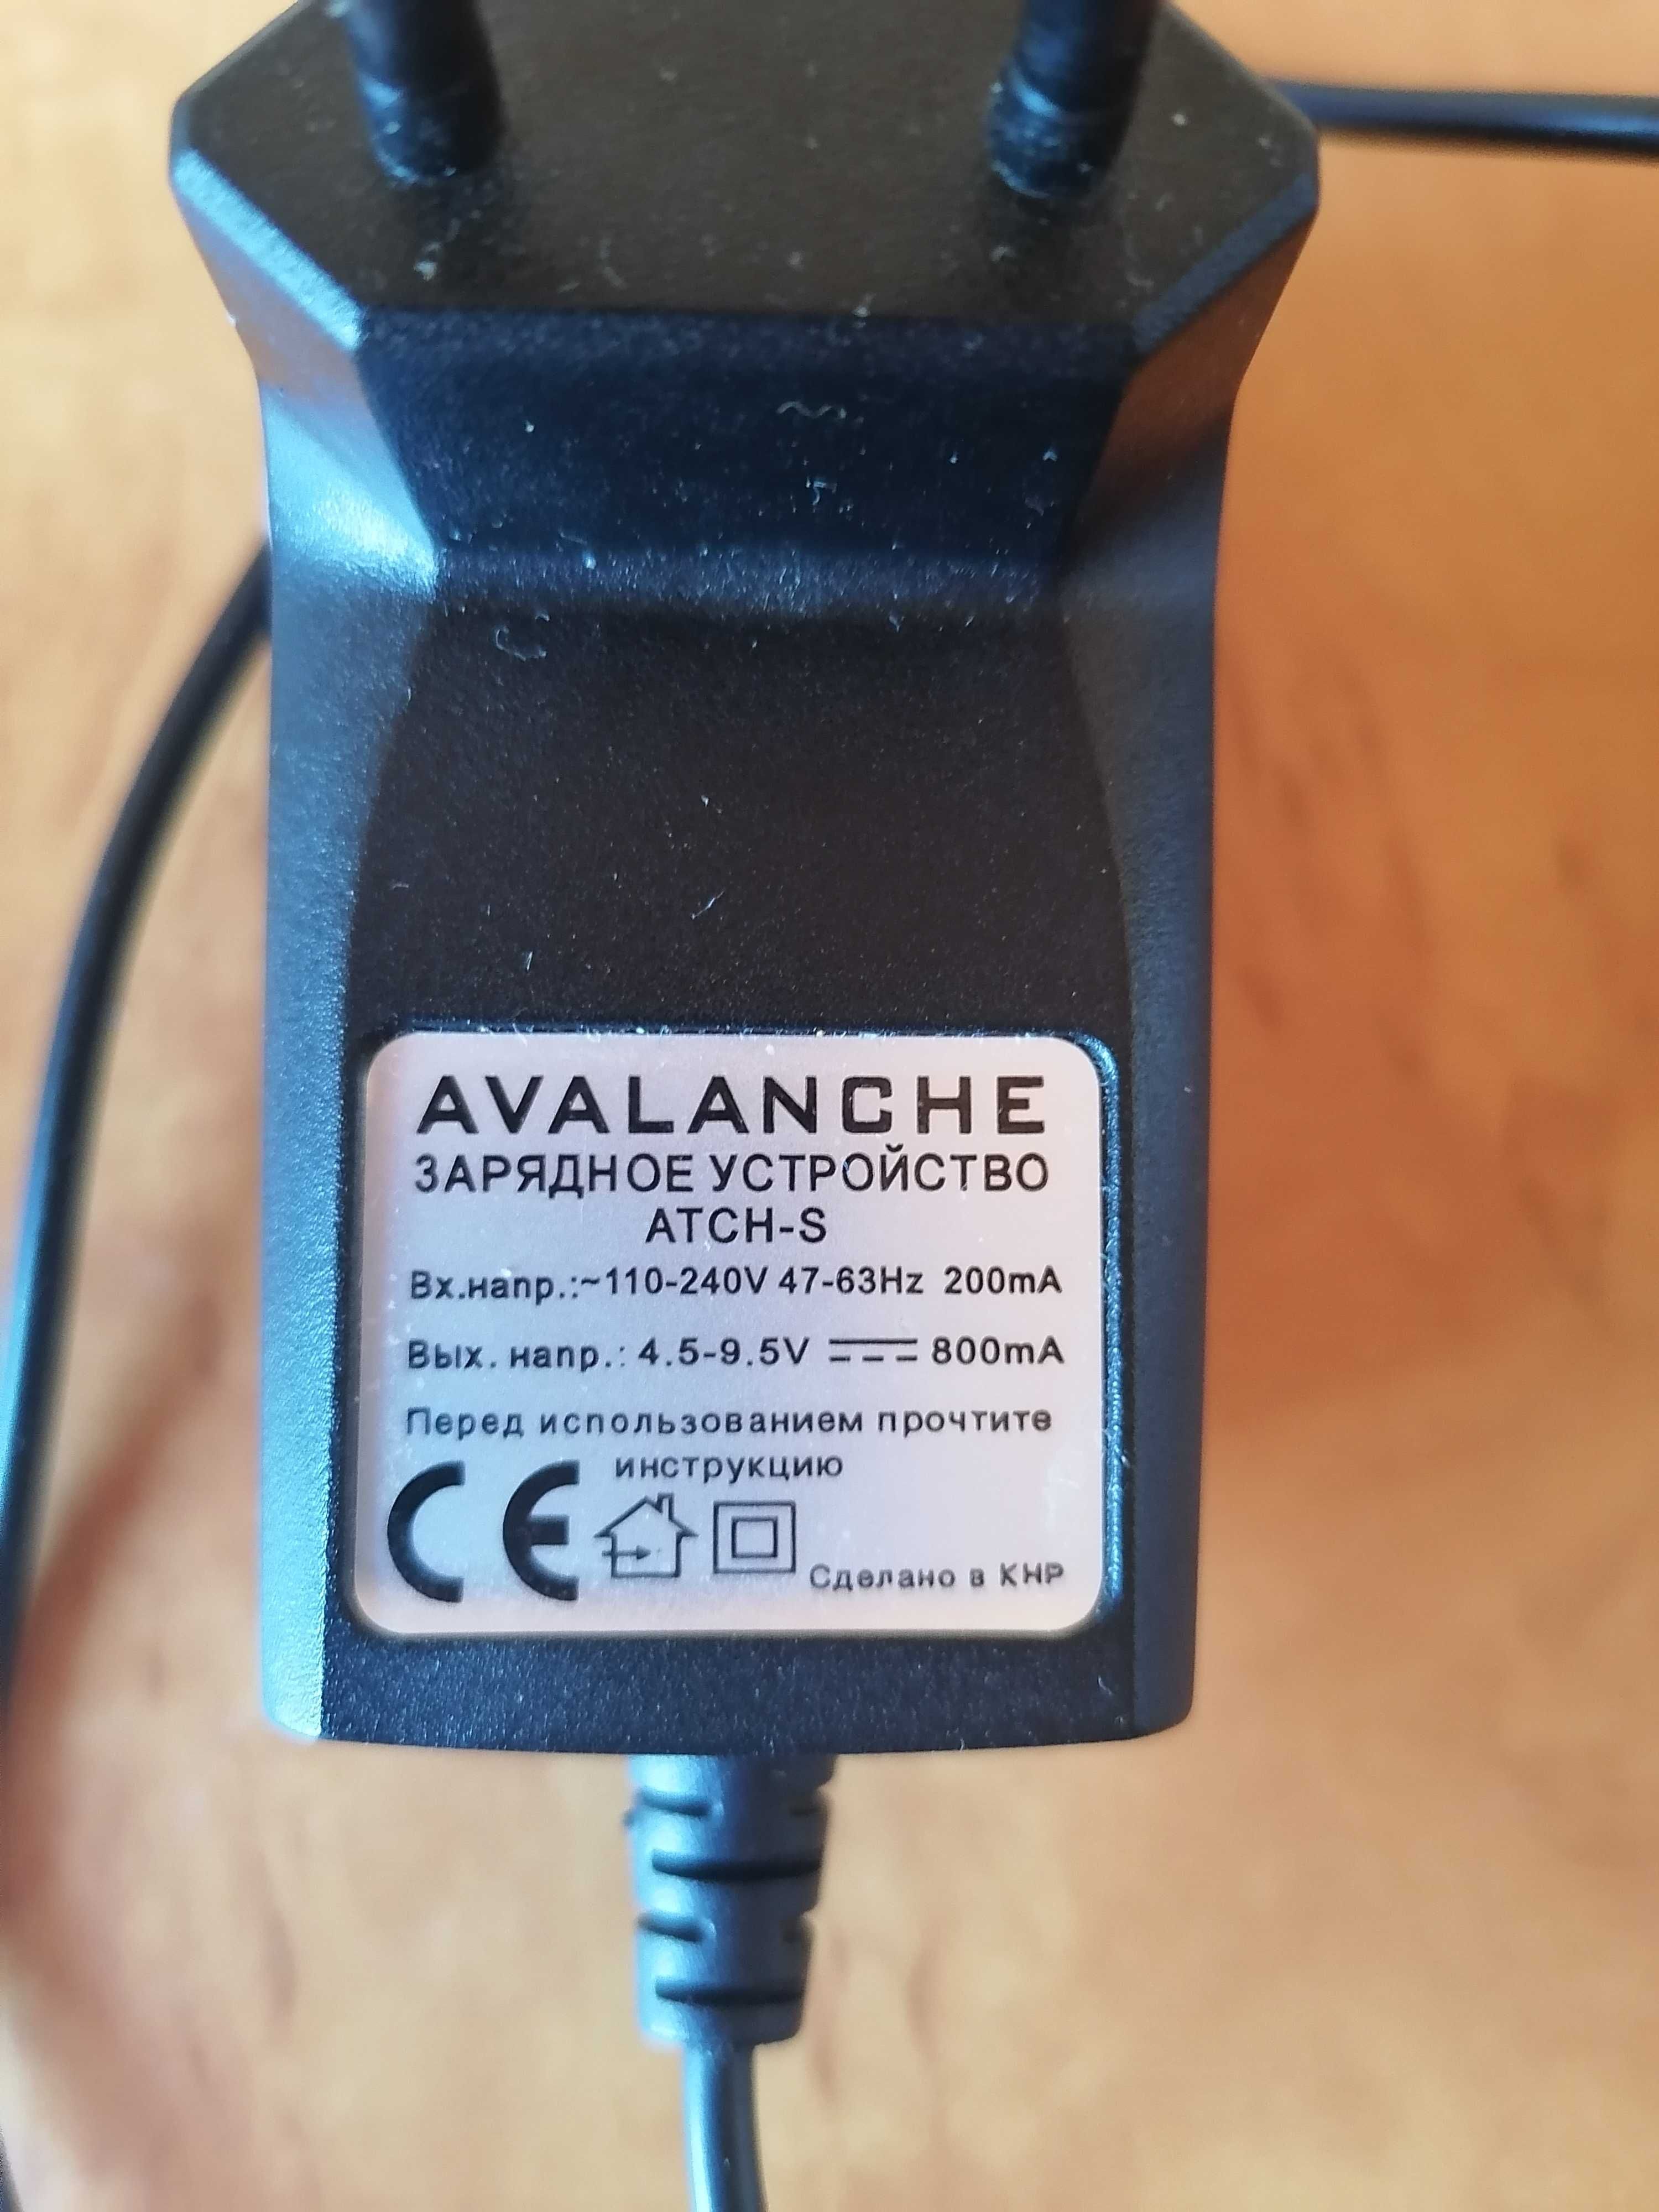 AVALANCHE
ЗАРЯДНОЕ УСТРОЙСТВО
ATCH-S
Вх.напр.:~110-240V 47-63Hz 200mA
Вых. напр.: 4.5-9.5V ⎓ 800mA
Перед использованием прочтите
инструкцию
CE
Сделано в КНР